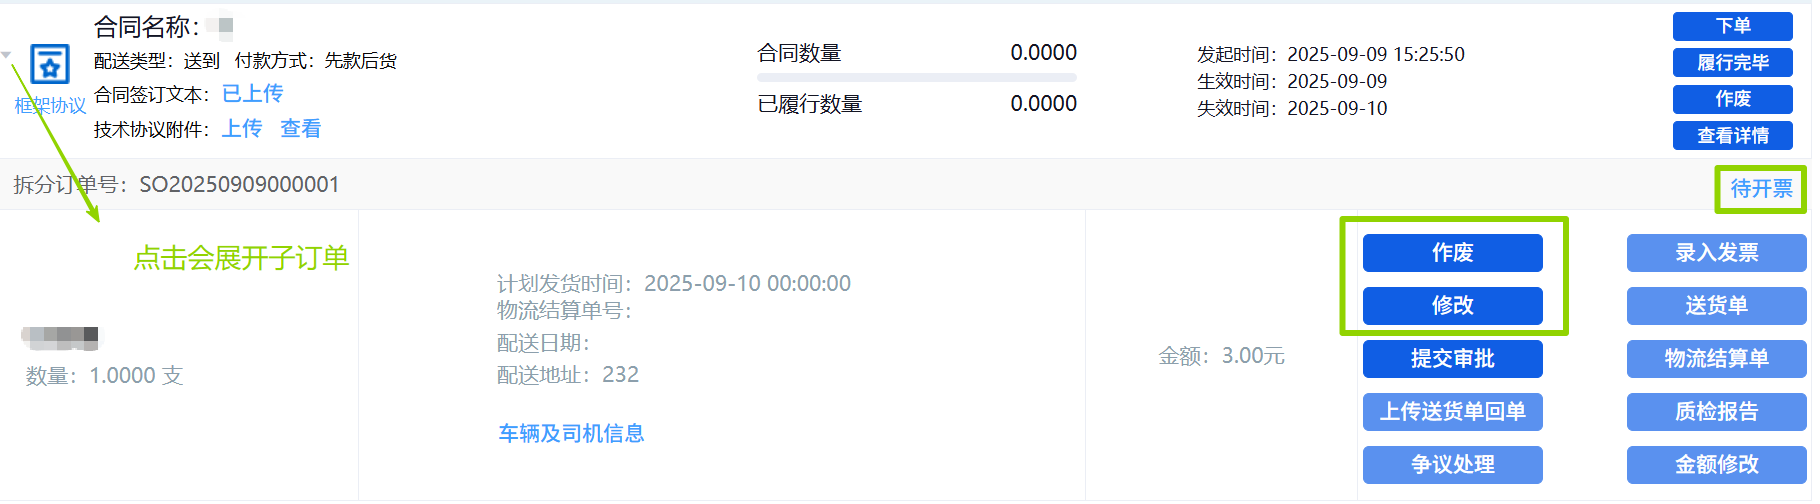 合同名称：
配送类型：送到 付款方式：先款后货
合同签订文本：已上传
技术协议附件：上传 查看
框架协议
合同数量 0.0000
已履行数量 0.0000
发起时间：2025-09-09 15:25:50
生效时间：2025-09-09
失效时间：2025-09-10
下单
履行完毕
作废
查看详情
拆分订单号：SO20250909000001
待开票
点击会展开子订单
数量：1.0000 支
计划发货时间：2025-09-10 00:00:00
物流结算单号：
配送日期：
配送地址：232
车辆及司机信息
金额：3.00元
作废 录入发票
修改 送货单
提交审批 物流结算单
上传送货单回单 质检报告
争议处理 金额修改